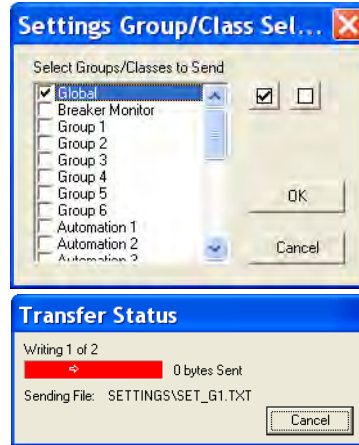 Settings Group/Class Sel...
Select Groups/Classes to Send
Global
Breaker Monitor
Group 1
Group 2
Group 3
Group 4
Group 5
Group 6
Automation 1
Automation 2
Automation 3
OK
Cancel
Transfer Status
Writing 1 of 2
0 bytes Sent
Sending File: SETTINGS\SET_G1.TXT
Cancel